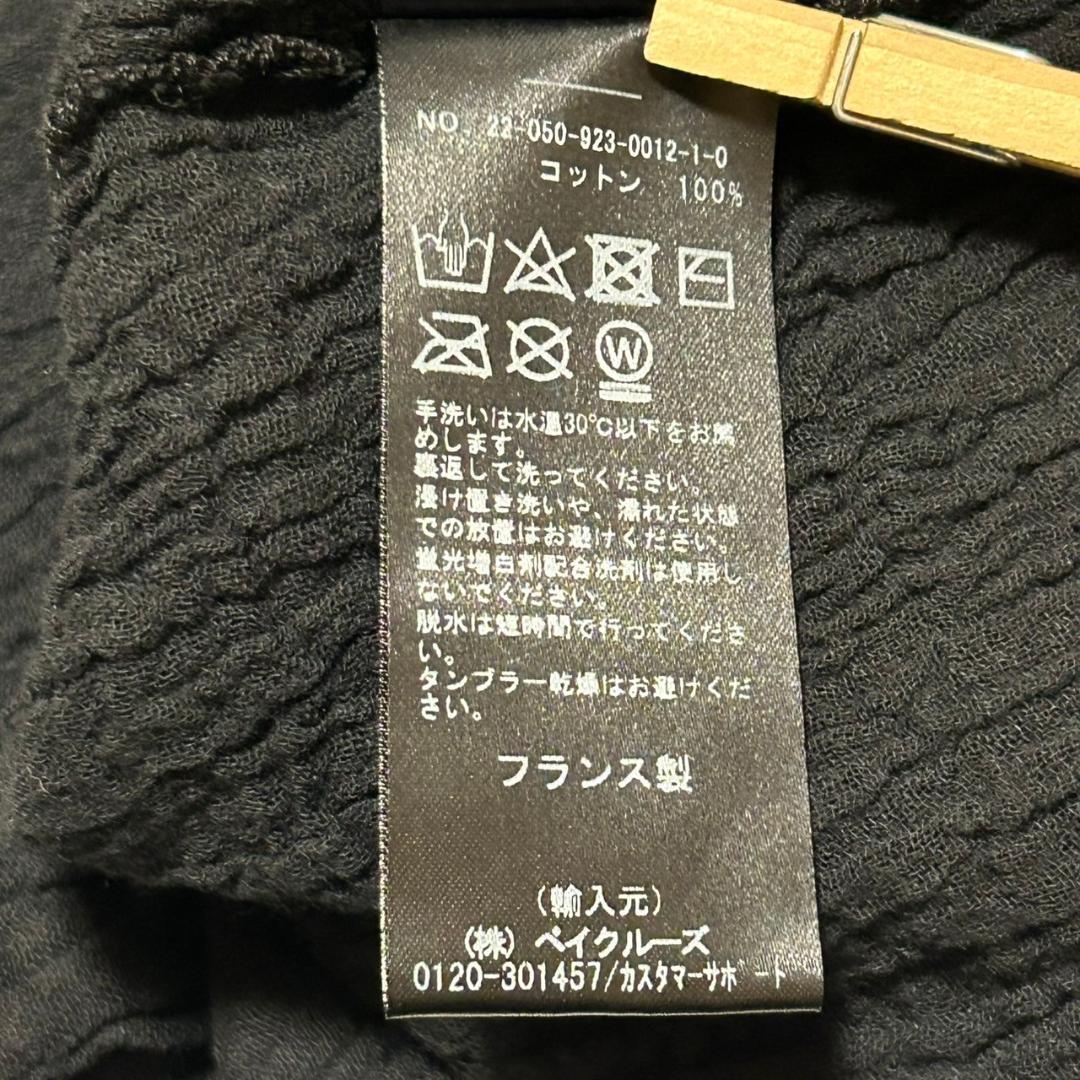 NO. 22-050-923-0012-1-0
コットン 100%
W
手洗いは水温30℃以下をお薦
めします。
裏返して洗ってください。
浸け置き洗いや、濡れた状態
での放置はお避けください。
蛍光増白剤配合洗剤は使用し
ないでください。
脱水は短時間で行ってくださ
い。
タンブラー乾燥はお避けくだ
さい。
フランス製
(輸入元)
(株) ベイクルーズ
0120-301457/カスタマーサポート